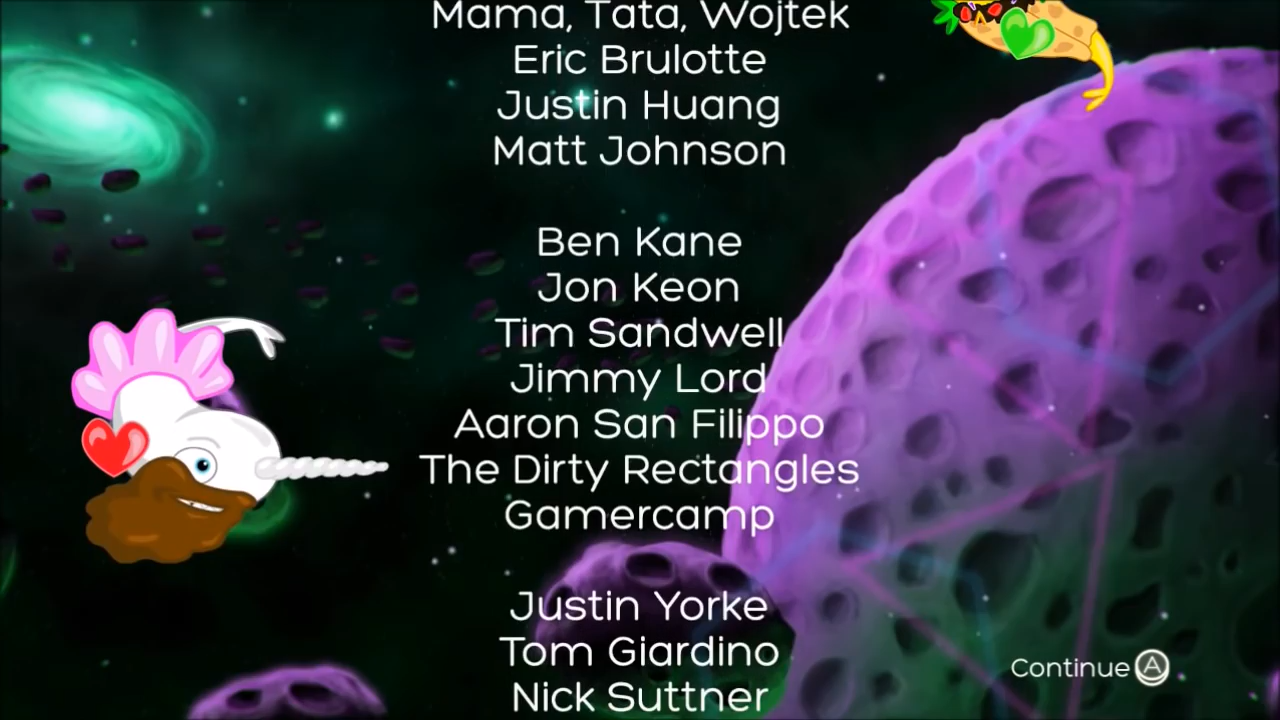 Mama, Tata, Wojtek
Eric Brulotte
Justin Huang
Matt Johnson
Ben Kane
Jon Keon
Tim Sandwell
Jimmy Lord
Aaron San Filippo
The Dirty Rectangles
Gamercamp
Justin Yorke
Tom Giardino
Nick Suttner
Continue A